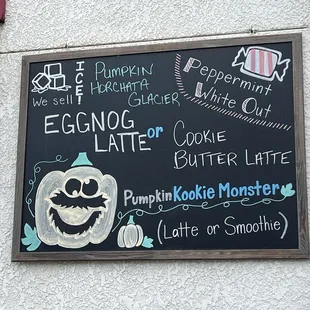 We sell
ICE
Pumpkin
Horchata
Glacier
Peppermint
White Out
EGGNOG
LATTE
or
Cookie
Butter Latte
Pumpkin Kookie Monster
(Latte or Smoothie)